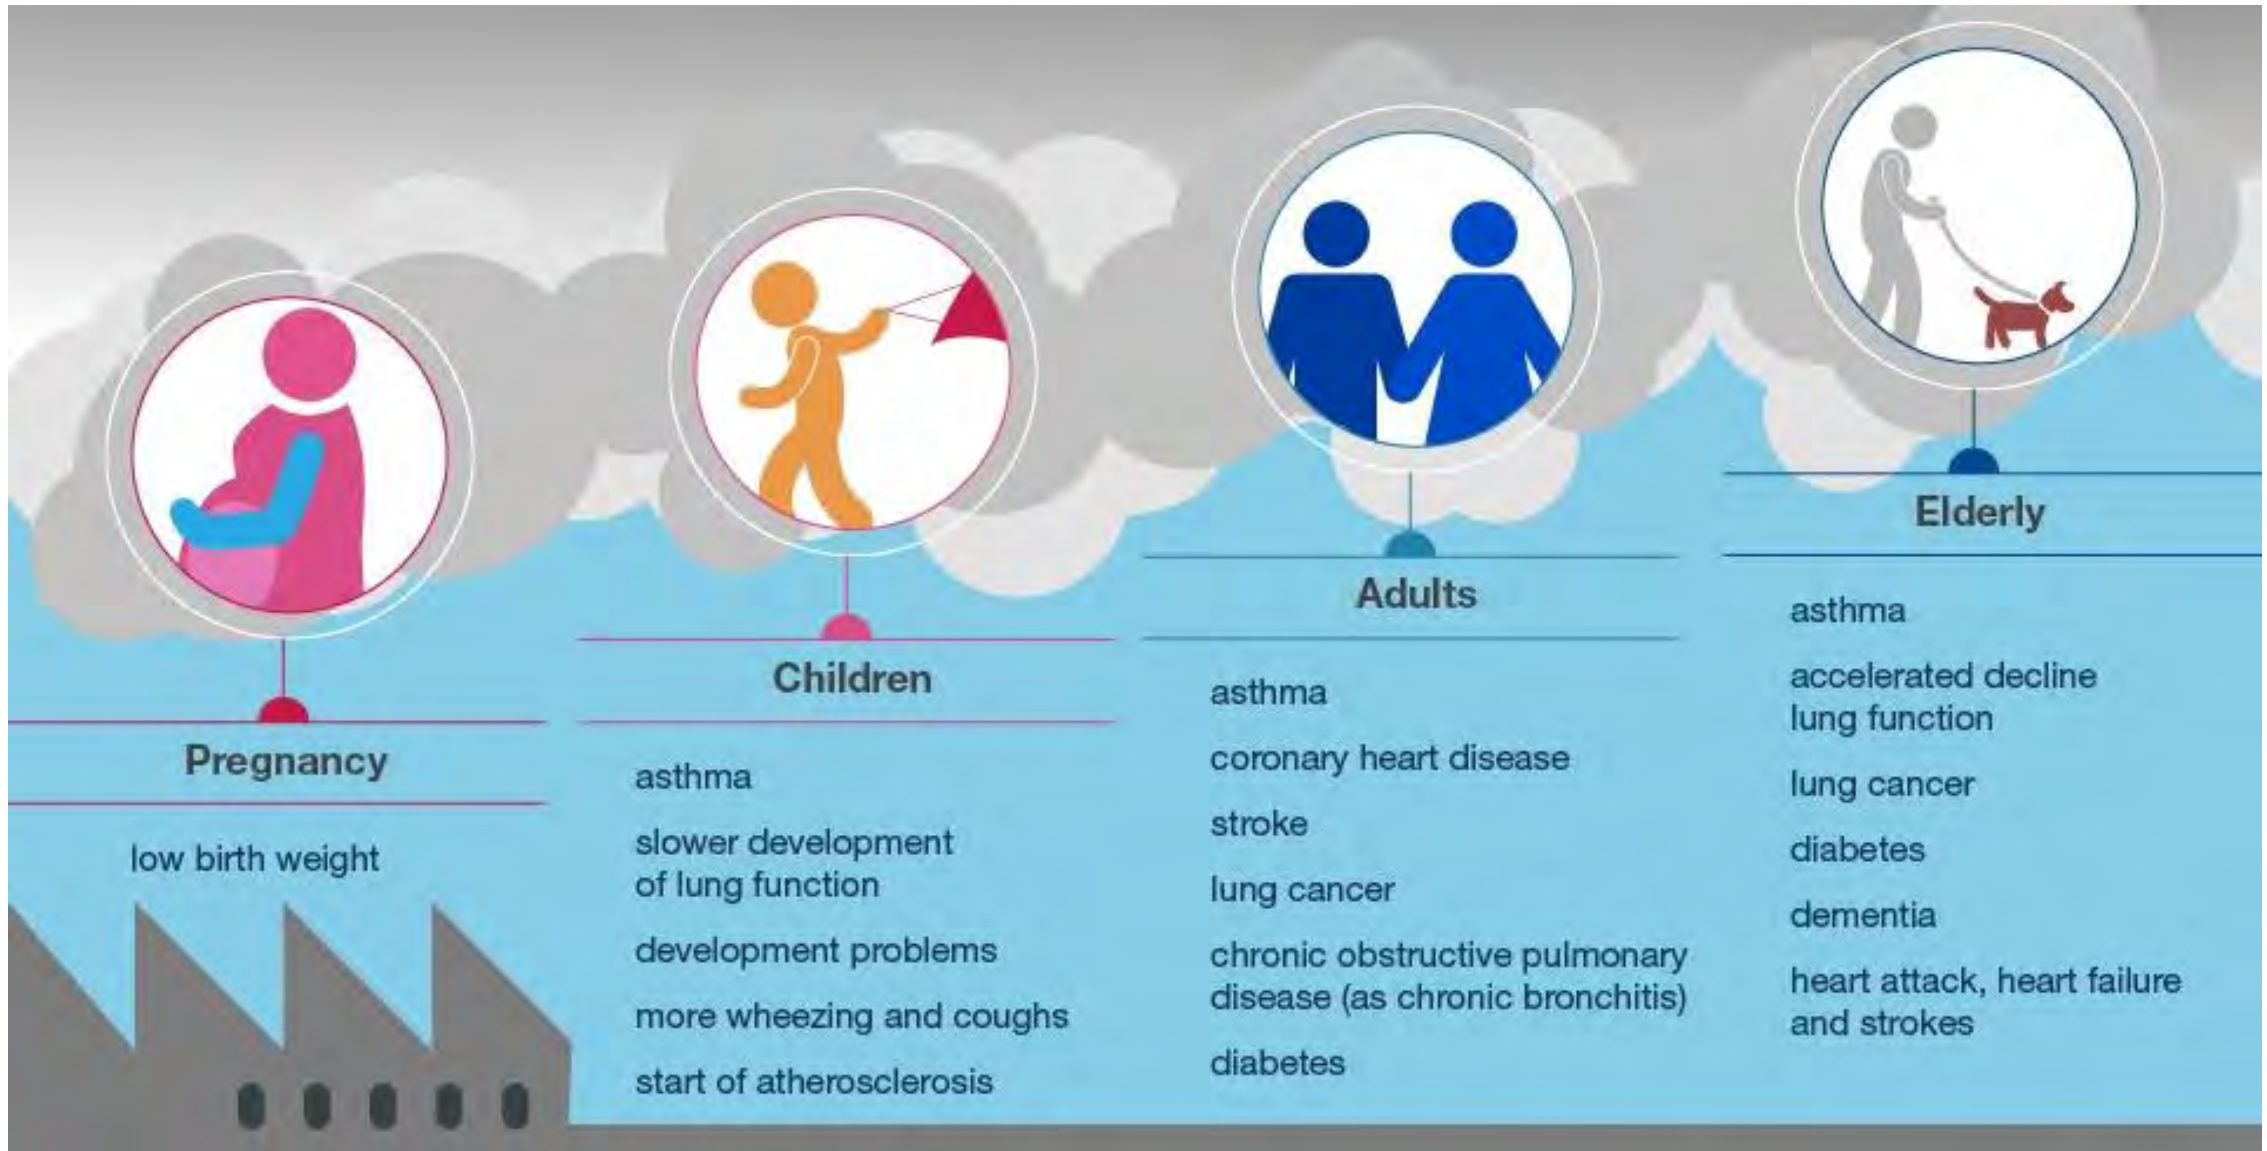 Pregnancy
low birth weight
Children
asthma
slower development
of lung function
development problems
more wheezing and coughs
start of atherosclerosis
Adults
asthma
coronary heart disease
stroke
lung cancer
chronic obstructive pulmonary
disease (as chronic bronchitis)
diabetes
Elderly
asthma
accelerated decline
lung function
lung cancer
diabetes
dementia
heart attack, heart failure
and strokes